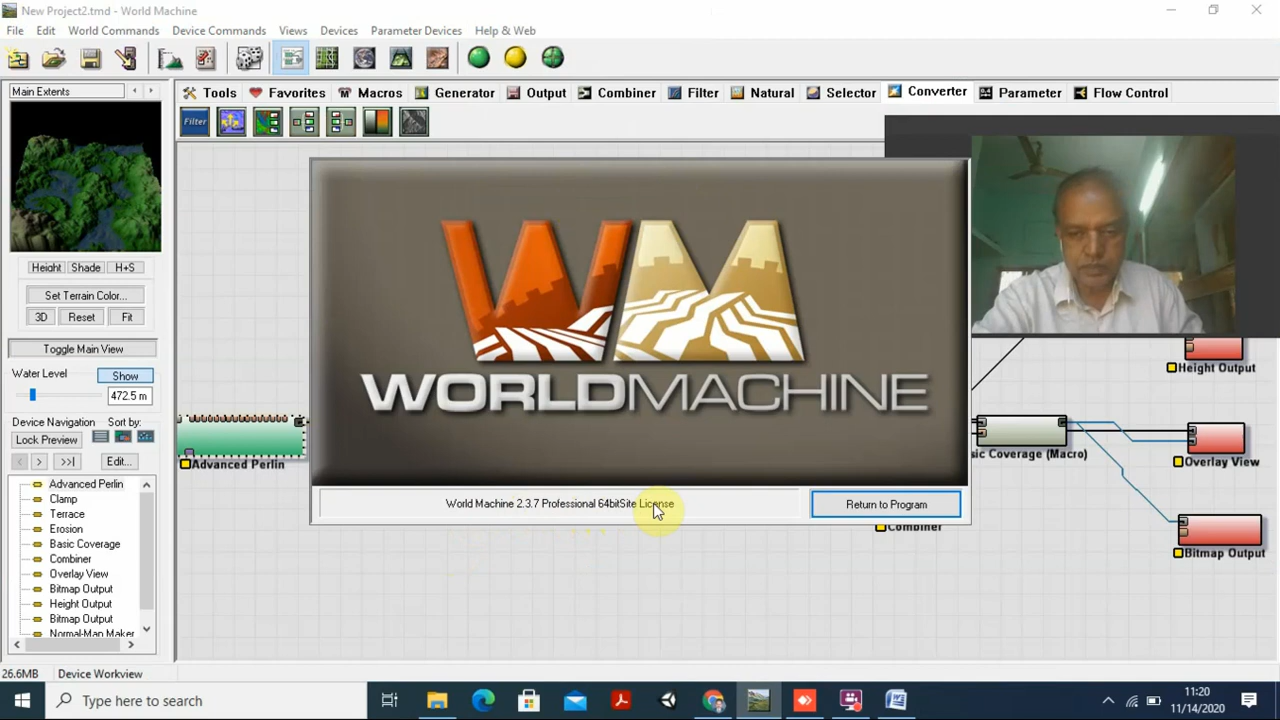 New Project2.tmd - World Machine
File Edit World Commands Device Commands Views Devices Parameter Devices Help & Web
Main Extents
Tools Favorites Macros Generator Output Combiner Filter Natural Selector Converter Parameter Flow Control
Filter
Height Shade H+S
Set Terrain Color...
3D Reset Fit
Toggle Main View
Water Level Show
472.5 m
Device Navigation Sort by:
Lock Preview
< > >>| Edit...
Advanced Perlin
Clamp
Terrace
Erosion
Basic Coverage
Combiner
Overlay View
Bitmap Output
Height Output
Bitmap Output
Normal-Map Maker
Advanced Perlin
WM
WORLDMACHINE
World Machine 2.3.7 Professional 64bitSite License
Return to Program
Height Output
sic Coverage (Macro)
Overlay View
Combiner
Bitmap Output
26.6MB Device Workview
Type here to search
11:20
11/14/2020